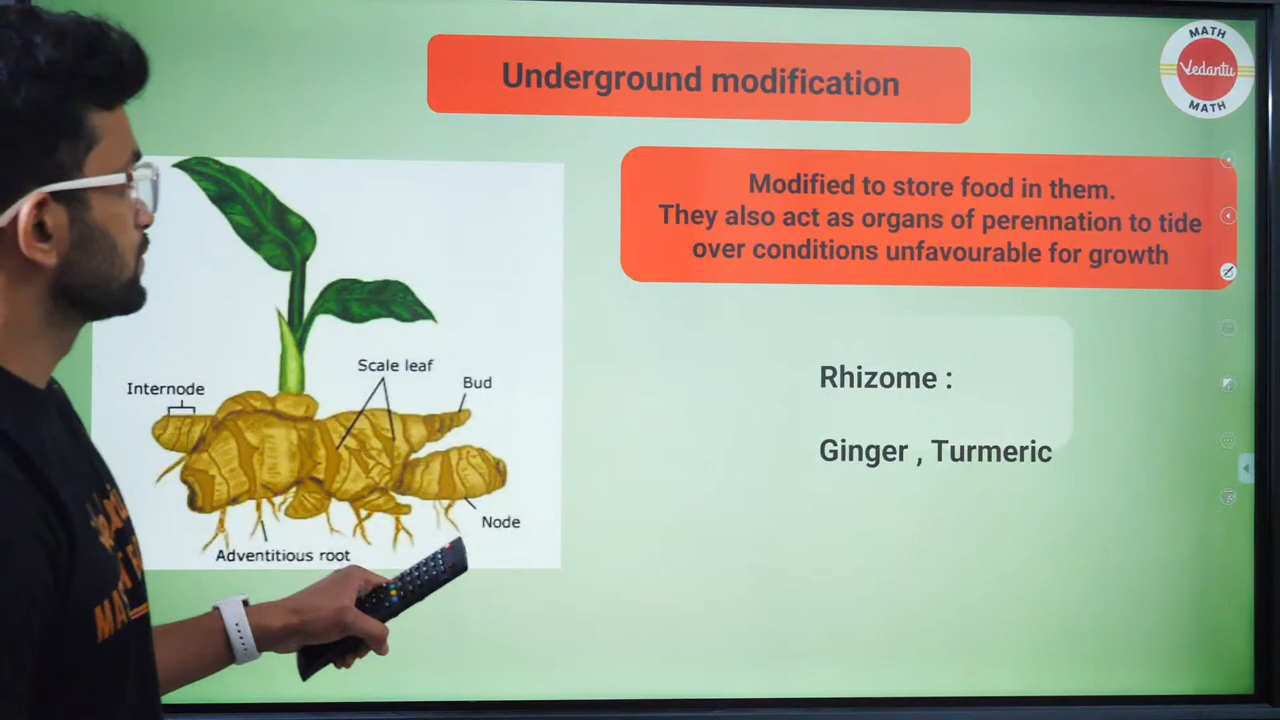 Underground modification
MATH
Vedantu
MATH
Modified to store food in them.
They also act as organs of perennation to tide
over conditions unfavourable for growth
Scale leaf
Bud
Internode
Rhizome :
Ginger , Turmeric
Node
Adventitious root